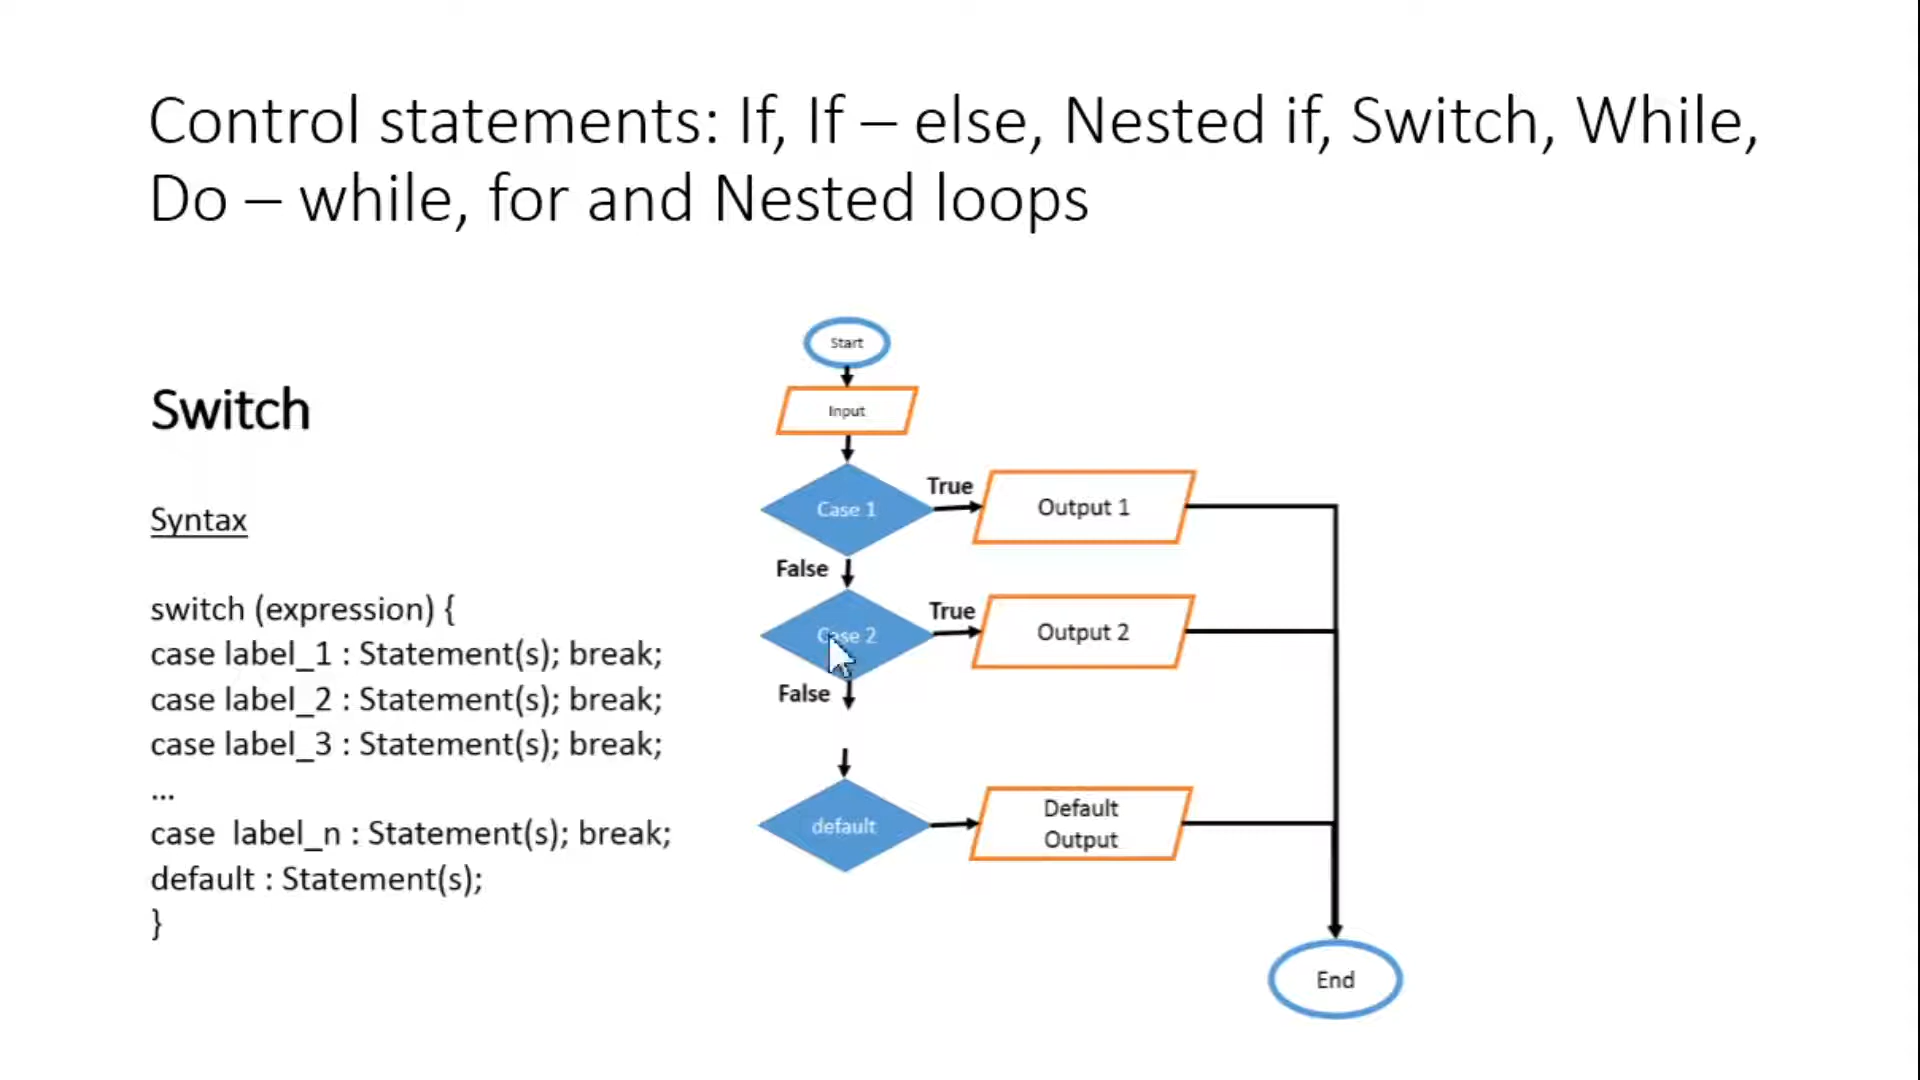 Control statements: If, If – else, Nested if, Switch, While,
Do – while, for and Nested loops
Switch
Syntax
switch (expression) {
case label_1 : Statement(s); break;
case label_2 : Statement(s); break;
case label_3 : Statement(s); break;
...
case  label_n : Statement(s); break;
default : Statement(s);
}
Start
Input
Case 1
True
Output 1
False
Case 2
True
Output 2
False
default
Default
Output
End